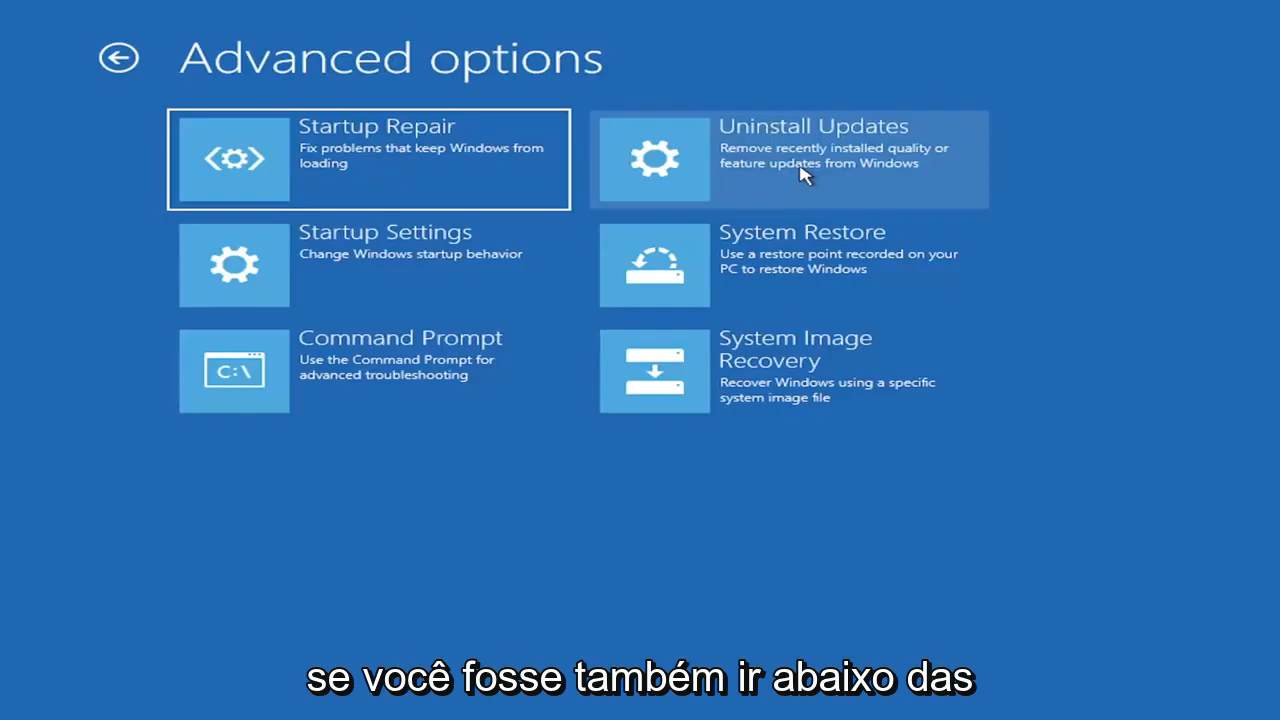 Advanced options
Startup Repair
Fix problems that keep Windows from
loading
Uninstall Updates
Remove recently installed quality or
feature updates from Windows
Startup Settings
Change Windows startup behavior
System Restore
Use a restore point recorded on your
PC to restore Windows
Command Prompt
Use the Command Prompt for
advanced troubleshooting
C:\
System Image
Recovery
Recover Windows using a specific
system image file
se você fosse também ir abaixo das